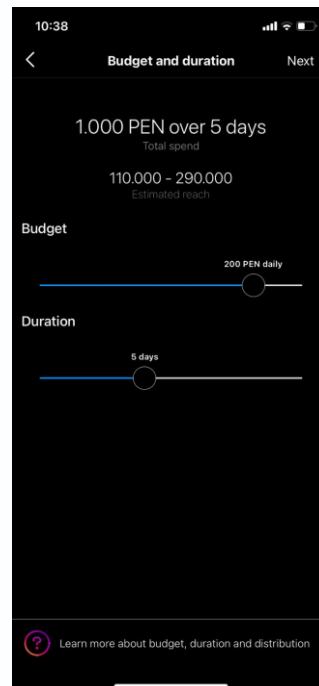 10:38
Budget and duration
Next
1.000 PEN over 5 days
Total spend
110.000 - 290.000
Estimated reach
Budget
200 PEN daily
Duration
5 days
Learn more about budget, duration and distribution